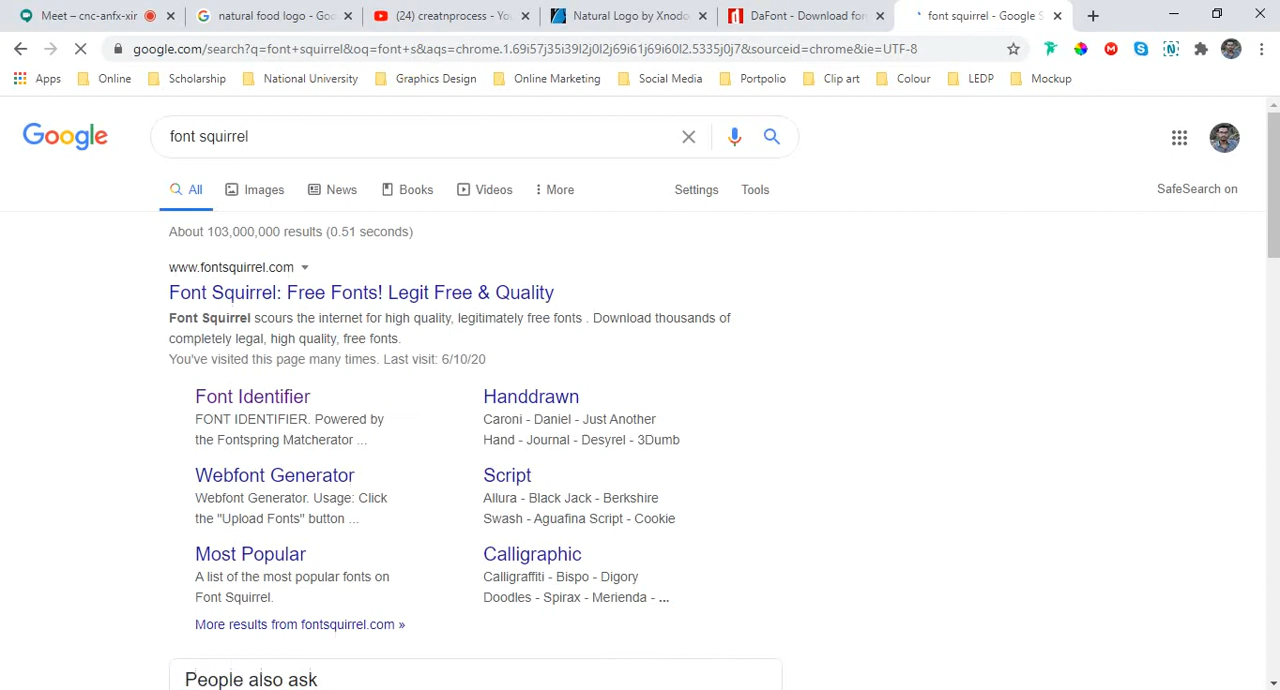 Meet – cnc-anfx-xir
natural food logo - Goo
(24) creatnprocess - Yo
Natural Logo by Xnodo
DaFont - Download fon
font squirrel - Google S
google.com/search?q=font+squirrel&oq=font+s&aqs=chrome.1.69i57j35i39l2j0l2j69i61j69i60l2.5335j0j7&sourceid=chrome&ie=UTF-8
Apps Online Scholarship National University Graphics Design Online Marketing Social Media Portpolio Clip art Colour LEDP Mockup
Google
font squirrel
All Images News Books Videos More Settings Tools
SafeSearch on
About 103,000,000 results (0.51 seconds)
www.fontsquirrel.com
Font Squirrel: Free Fonts! Legit Free & Quality
Font Squirrel scours the internet for high quality, legitimately free fonts . Download thousands of
completely legal, high quality, free fonts.
You've visited this page many times. Last visit: 6/10/20
Font Identifier
FONT IDENTIFIER. Powered by
the Fontspring Matcherator ...
Handdrawn
Caroni - Daniel - Just Another
Hand - Journal - Desyrel - 3Dumb
Webfont Generator
Webfont Generator. Usage: Click
the "Upload Fonts" button ...
Script
Allura - Black Jack - Berkshire
Swash - Aguafina Script - Cookie
Most Popular
A list of the most popular fonts on
Font Squirrel.
Calligraphic
Calligraffiti - Bispo - Digory
Doodles - Spirax - Merienda - ...
More results from fontsquirrel.com »
People also ask